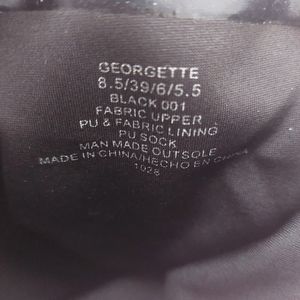 GEORGETTE
8.5/39/6/5.5
BLACK 001
FABRIC UPPER
PU & FABRIC LINING
PU SOCK
MAN MADE OUTSOLE
MADE IN CHINA/HECHO EN CHINA
1028